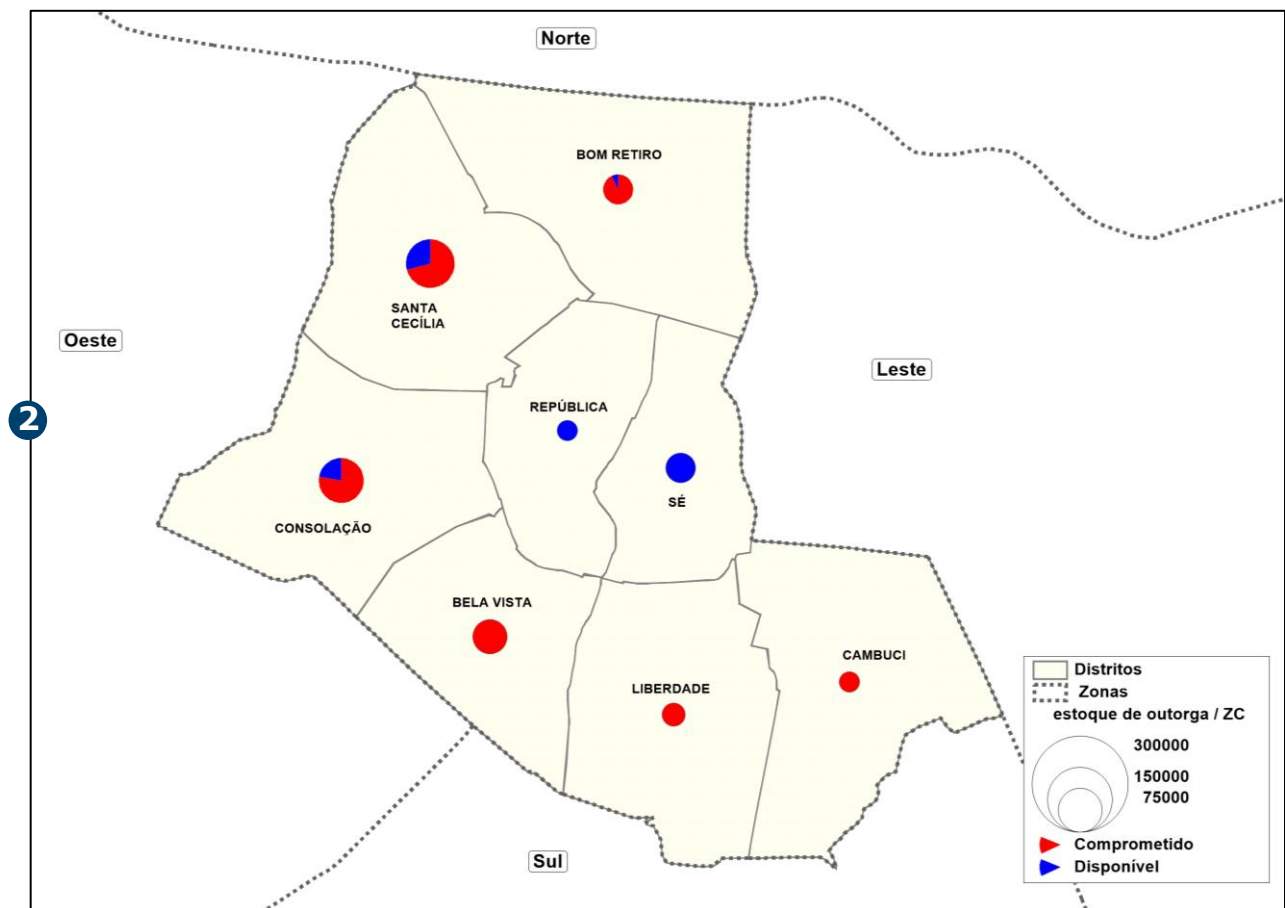 Norte
BOM RETIRO
SANTA
CECÍLIA
Oeste
Leste
REPÚBLICA
2
SÉ
CONSOLAÇÃO
BELA VISTA
CAMBUCI
LIBERDADE
Distritos
Zonas
estoque de outorga / ZC
300000
150000
75000
Comprometido
Disponível
Sul